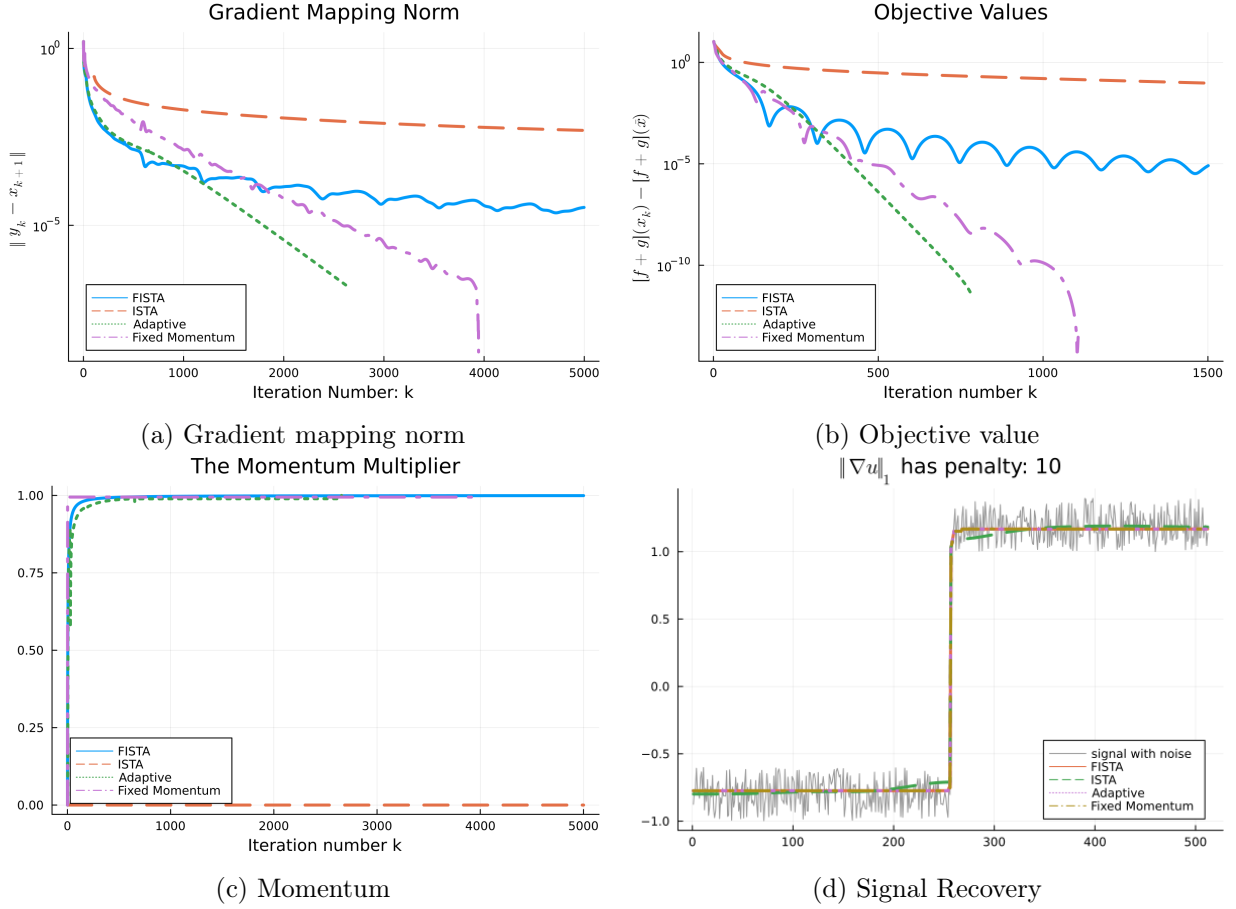 Gradient Mapping Norm
‖ y_k − x_{k+1} ‖
10^0
10^{-5}
0 1000 2000 3000 4000 5000
Iteration Number: k
FISTA
ISTA
Adaptive
Fixed Momentum
(a) Gradient mapping norm
Objective Values
[f + g](x_k) − [f + g](x̄)
10^0
10^{-5}
10^{-10}
0 500 1000 1500
Iteration number k
FISTA
ISTA
Adaptive
Fixed Momentum
(b) Objective value
The Momentum Multiplier
1.00
0.75
0.50
0.25
0.00
0 1000 2000 3000 4000 5000
Iteration number k
FISTA
ISTA
Adaptive
Fixed Momentum
(c) Momentum
‖∇u‖_1 has penalty: 10
1.0
0.5
0.0
−0.5
−1.0
0 100 200 300 400 500
signal with noise
FISTA
ISTA
Adaptive
Fixed Momentum
(d) Signal Recovery